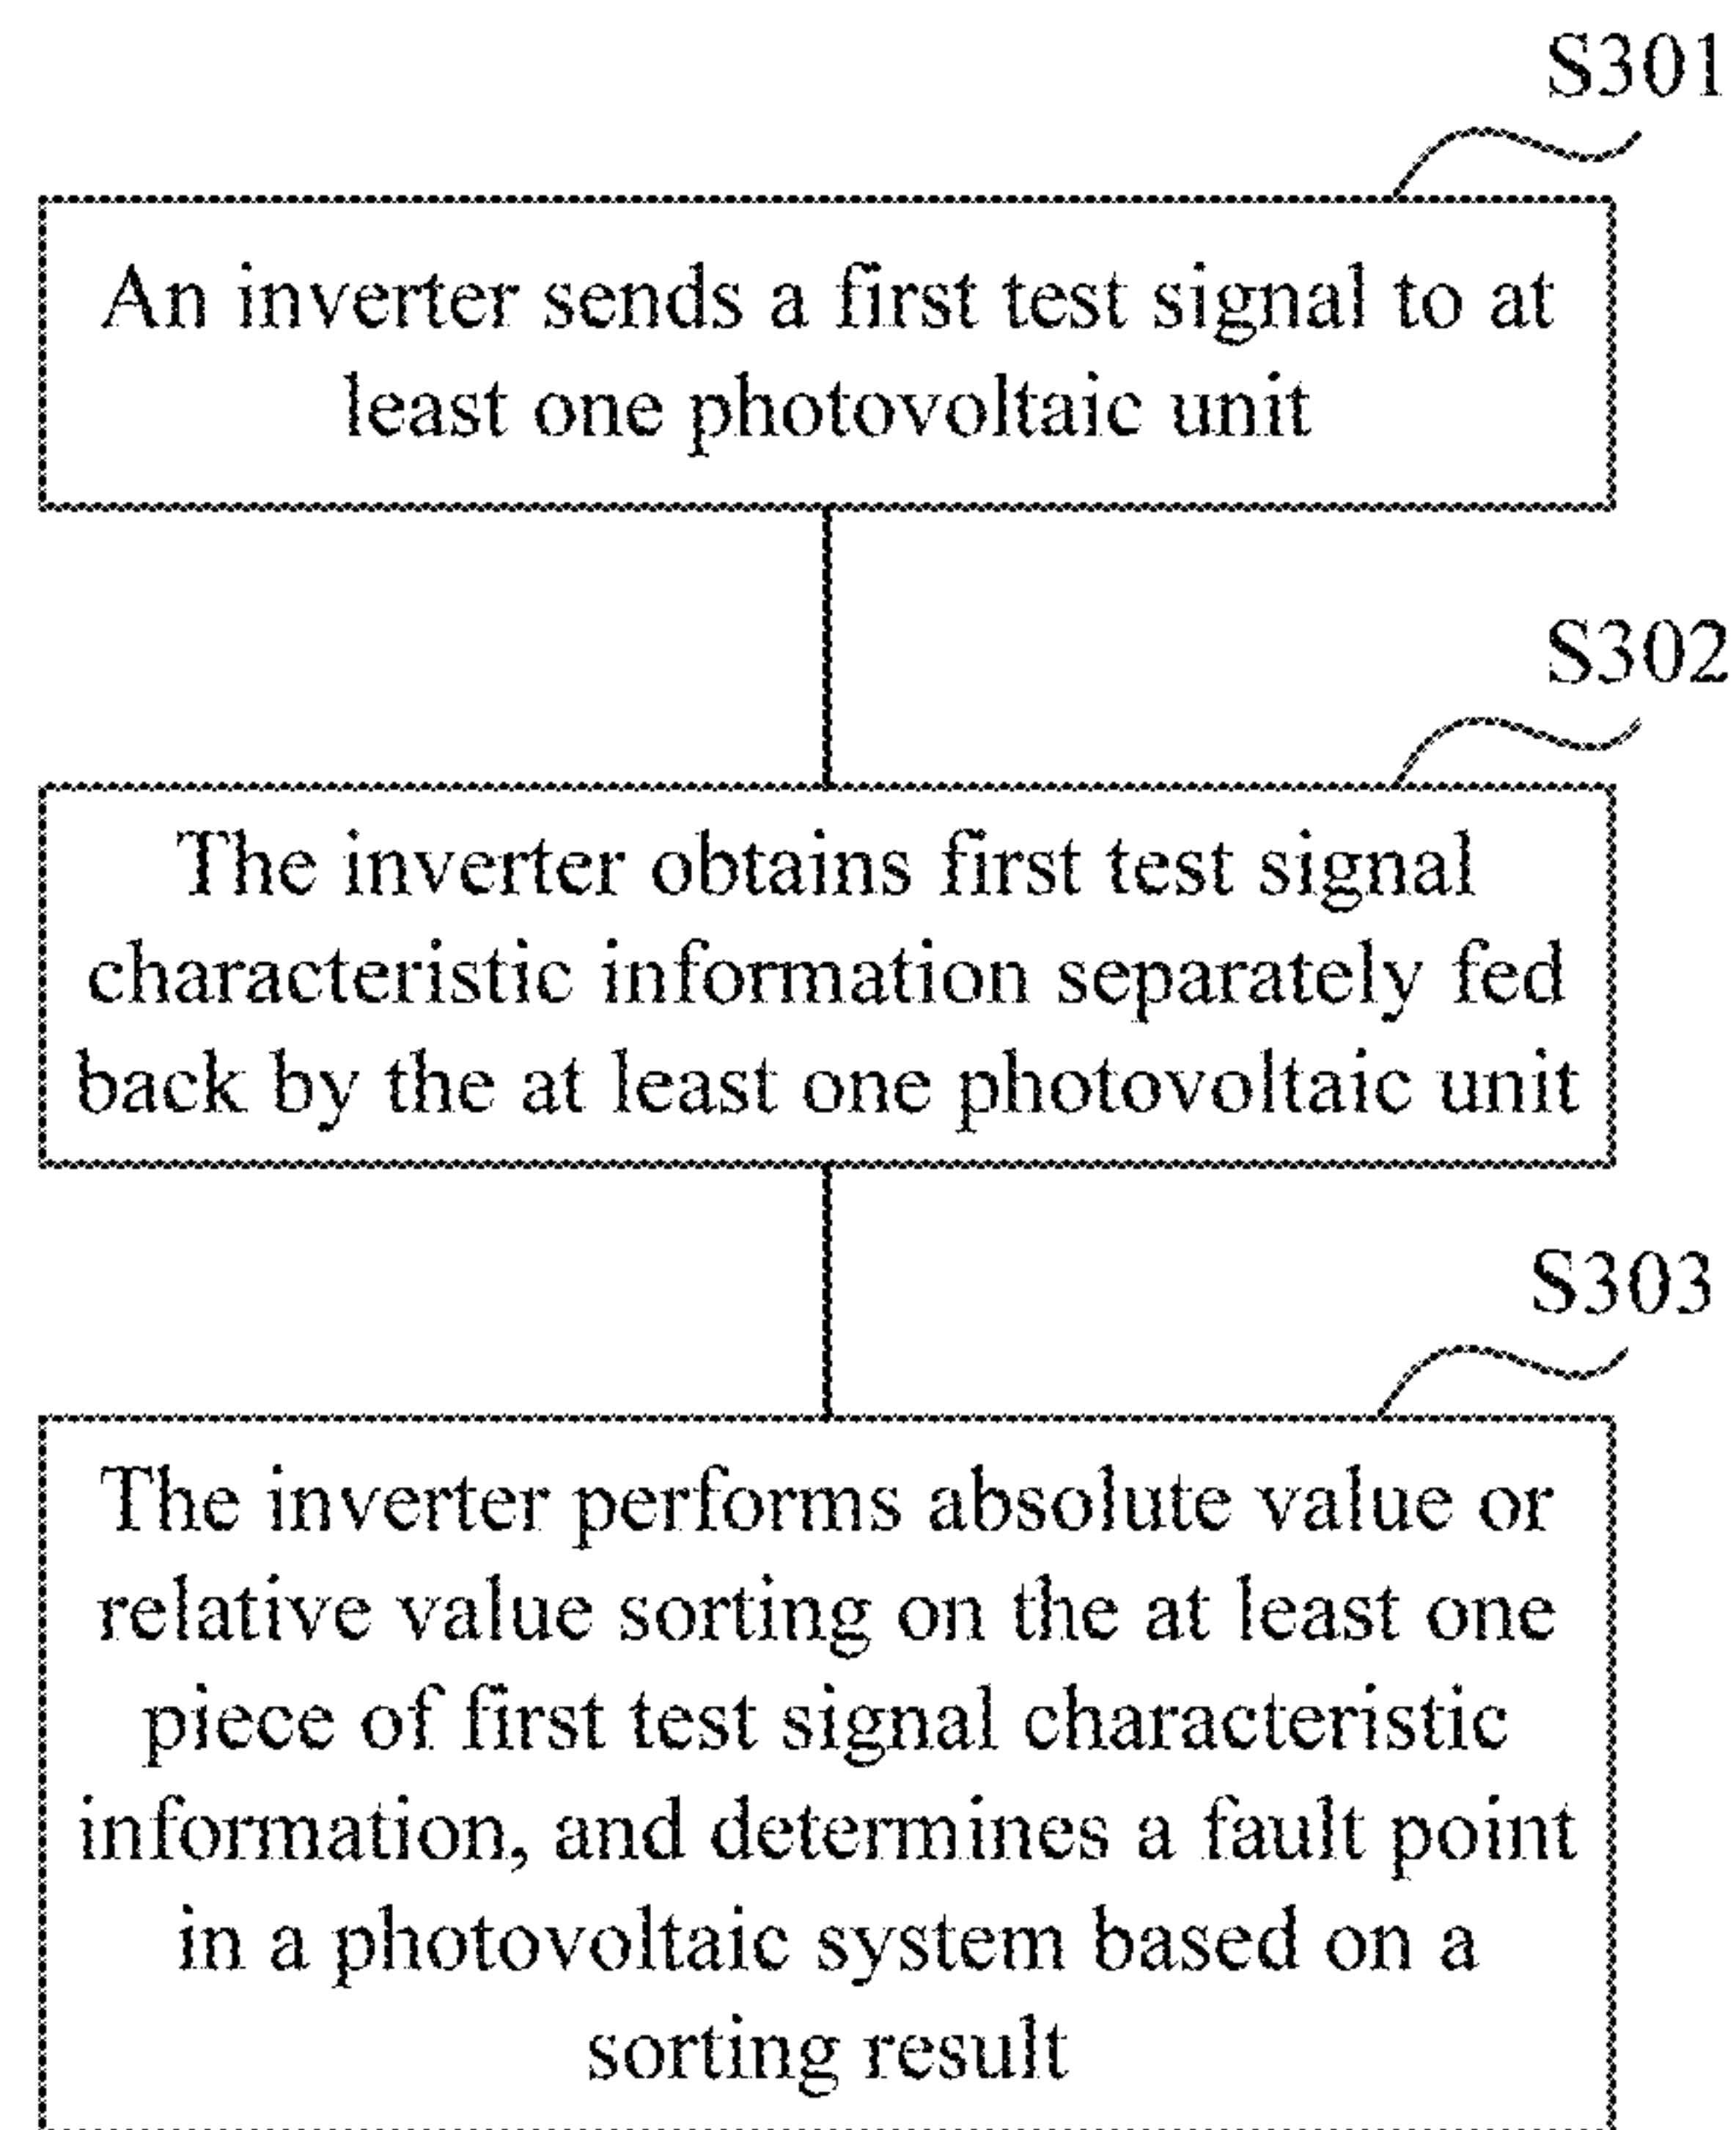 S301
An inverter sends a first test signal to at
least one photovoltaic unit
S302
The inverter obtains first test signal
characteristic information separately fed
back by the at least one photovoltaic unit
S303
The inverter performs absolute value or
relative value sorting on the at least one
piece of first test signal characteristic
information, and determines a fault point
in a photovoltaic system based on a
sorting result